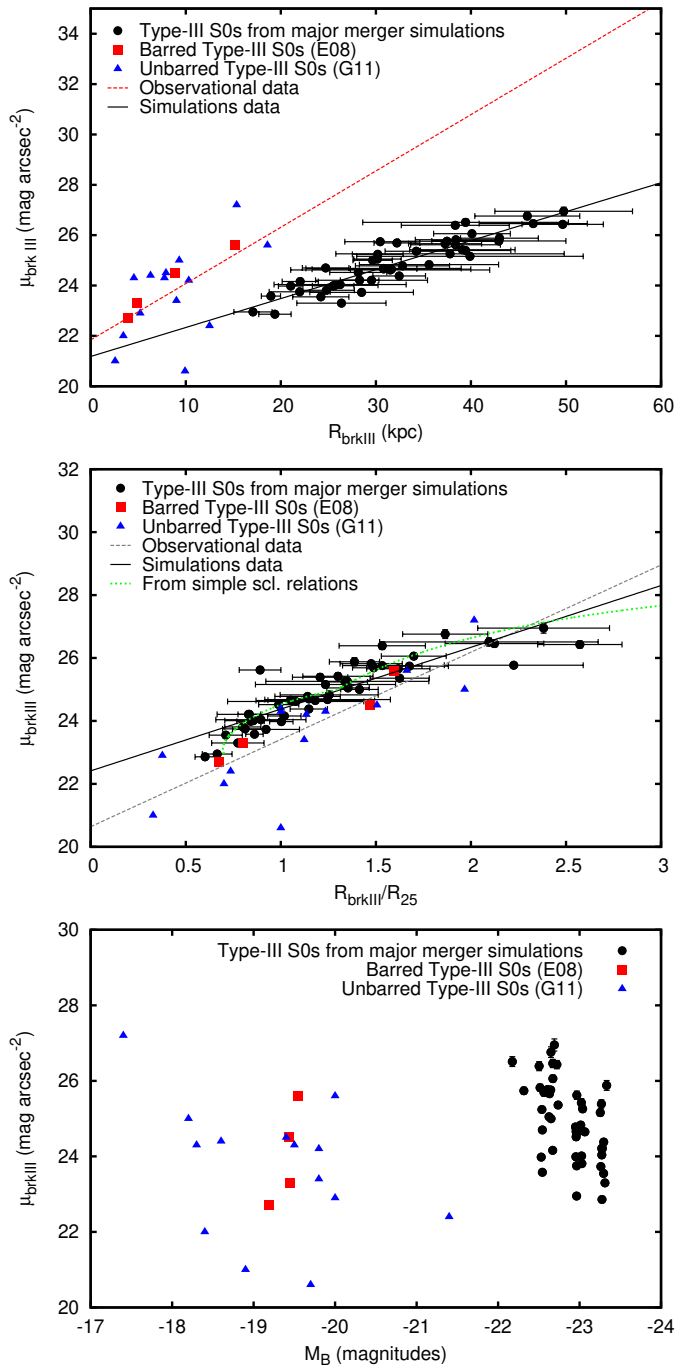 Type-III S0s from major merger simulations
Barred Type-III S0s (E08)
Unbarred Type-III S0s (G11)
Observational data
Simulations data
μbrk III (mag arcsec-2)
34
32
30
28
26
24
22
20
0 10 20 30 40 50 60
RbrkIII (kpc)
Type-III S0s from major merger simulations
Barred Type-III S0s (E08)
Unbarred Type-III S0s (G11)
Observational data
Simulations data
From simple scl. relations
μbrkIII (mag arcsec-2)
32
30
28
26
24
22
20
0 0.5 1 1.5 2 2.5 3
RbrkIII/R25
Type-III S0s from major merger simulations
Barred Type-III S0s (E08)
Unbarred Type-III S0s (G11)
μbrkIII (mag arcsec-2)
30
28
26
24
22
20
-17 -18 -19 -20 -21 -22 -23 -24
MB (magnitudes)